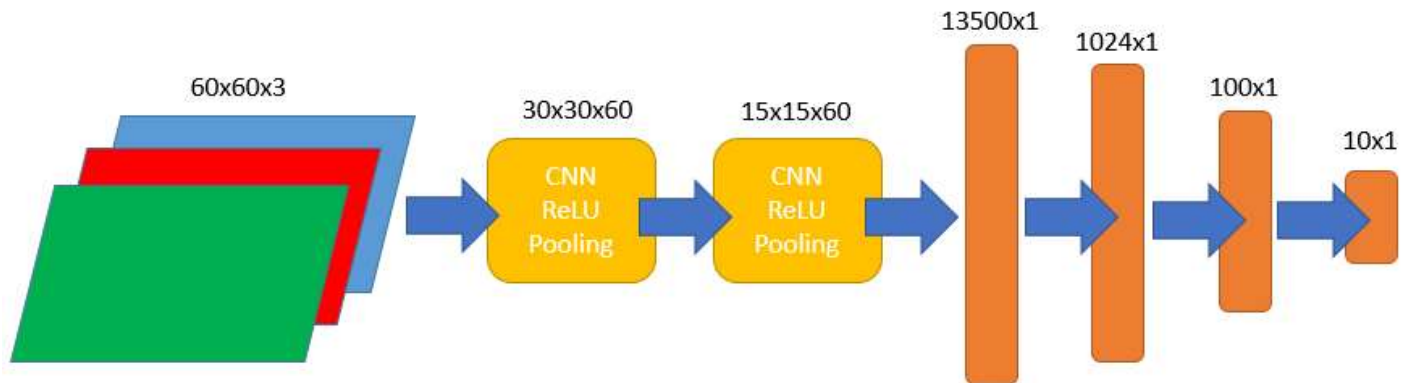 60x60x3
30x30x60
CNN
ReLU
Pooling
15x15x60
CNN
ReLU
Pooling
13500x1
1024x1
100x1
10x1